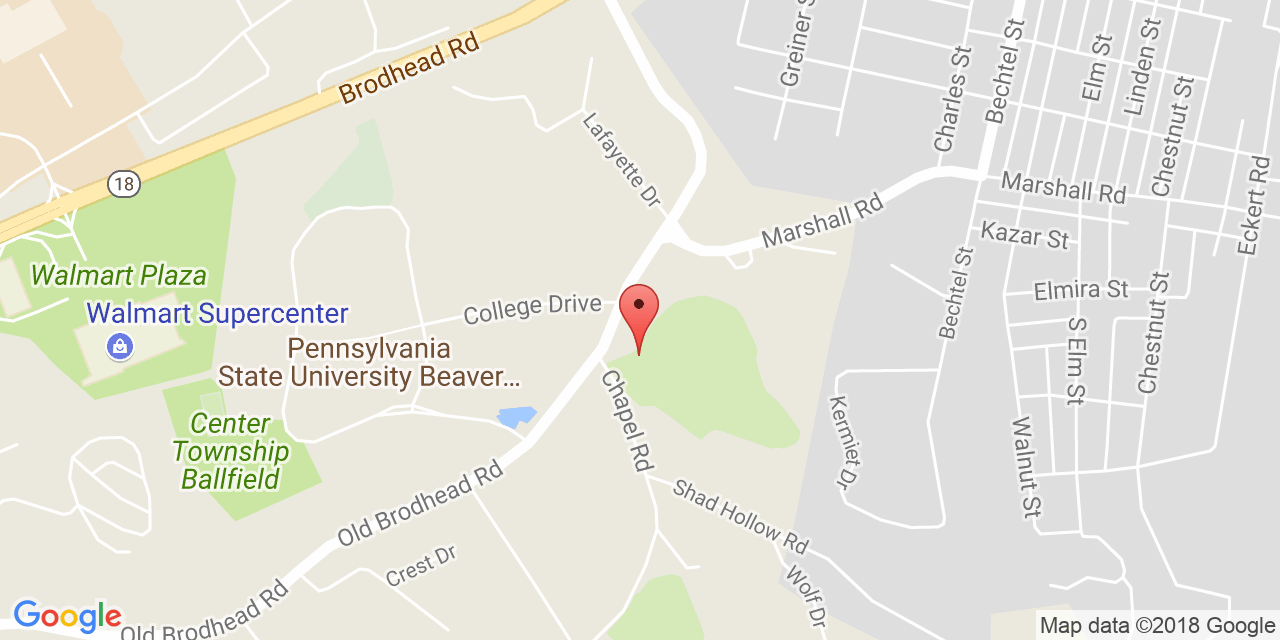 Greiner S
Charles St
Bechtel St
Elm St
Linden St
Chestnut St
Brodhead Rd
18
Lafayette Dr
Marshall Rd
Marshall Rd
Eckert Rd
Kazar St
Walmart Plaza
Walmart Supercenter
College Drive
Bechtel St
Elmira St
S Elm St
Chestnut St
Pennsylvania
State University Beaver...
Center
Township
Ballfield
Chapel Rd
Kermiet Dr
Walnut St
Old Brodhead Rd
Shad Hollow Rd
Crest Dr
Wolf Dr
Old Brodhead Rd
Google
Map data ©2018 Google